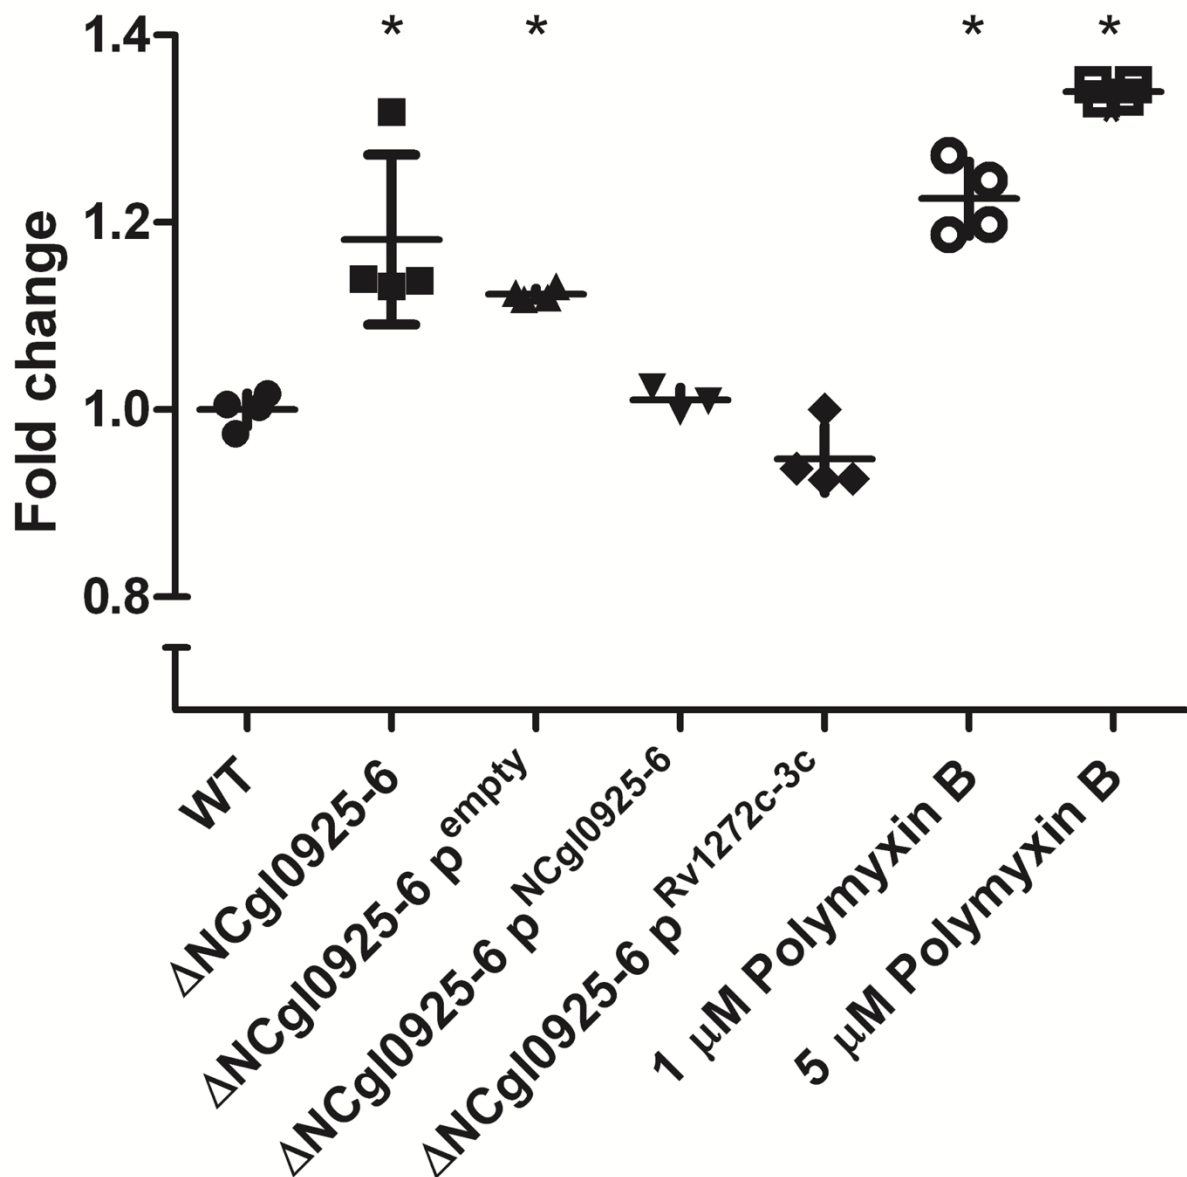 * * * *
1.4
1.2
1.0
0.8
Fold change
*
WT
ΔNCgl0925-6
ΔNCgl0925-6 p^empty
ΔNCgl0925-6 p^NCgl0925-6
ΔNCgl0925-6 p^Rv1272c-3c
1 μM Polymyxin B
5 μM Polymyxin B